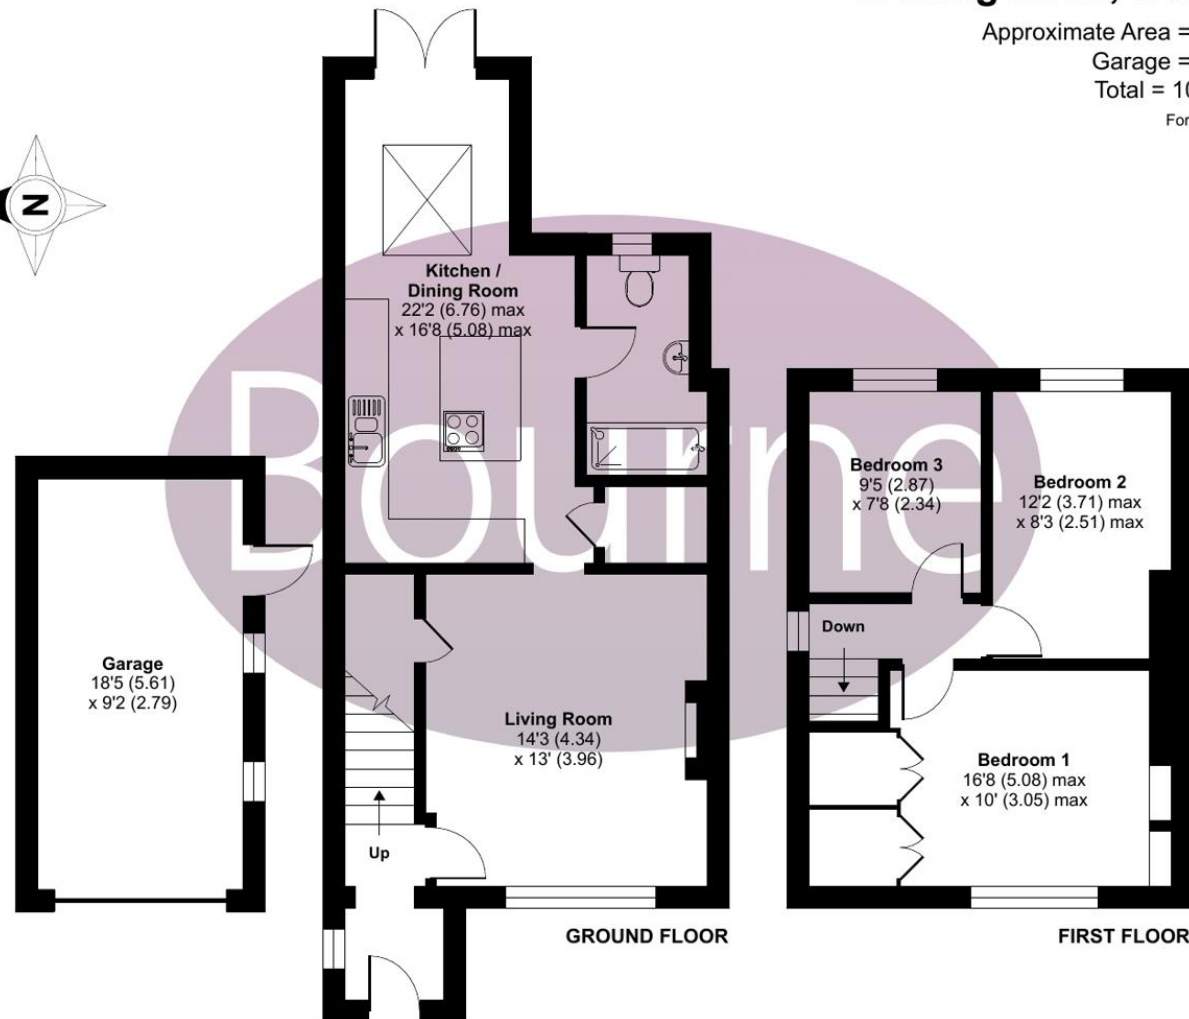 Approximate Area =
Garage =
Total = 10
For
N
Kitchen /
Dining Room
22'2 (6.76) max
x 16'8 (5.08) max
Bourne
Bedroom 3
9'5 (2.87)
x 7'8 (2.34)
Bedroom 2
12'2 (3.71) max
x 8'3 (2.51) max
Down
Garage
18'5 (5.61)
x 9'2 (2.79)
Living Room
14'3 (4.34)
x 13' (3.96)
Bedroom 1
16'8 (5.08) max
x 10' (3.05) max
Up
GROUND FLOOR
FIRST FLOOR